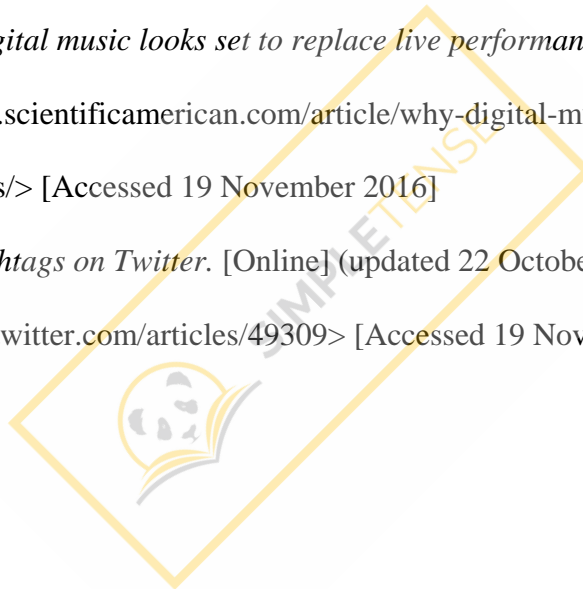 gital music looks set to replace live performan
.scientificamerican.com/article/why-digital-m
s/> [Accessed 19 November 2016]
htags on Twitter. [Online] (updated 22 Octobe
witter.com/articles/49309> [Accessed 19 Nov
SIMPLETENSE